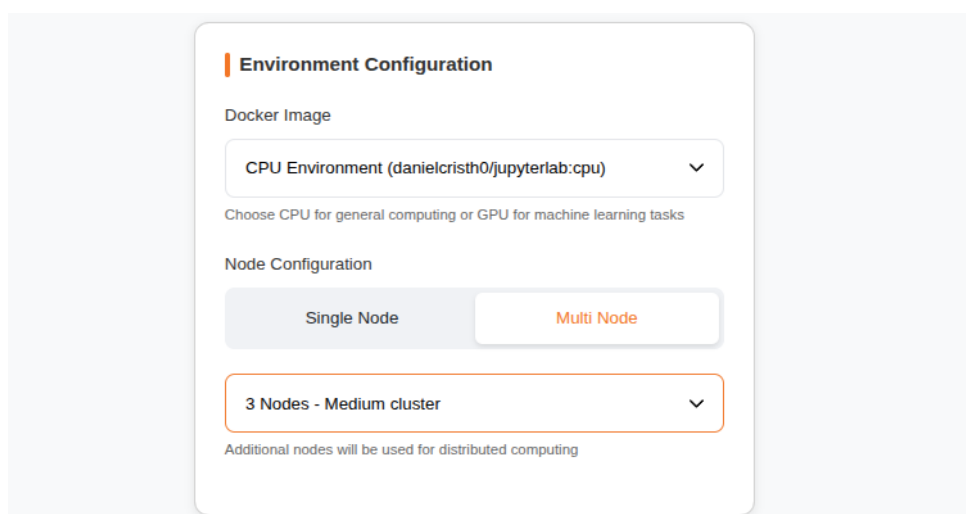 Environment Configuration
Docker Image
CPU Environment (danielcristh0/jupyterlab:cpu)
Choose CPU for general computing or GPU for machine learning tasks
Node Configuration
Single Node
Multi Node
3 Nodes - Medium cluster
Additional nodes will be used for distributed computing